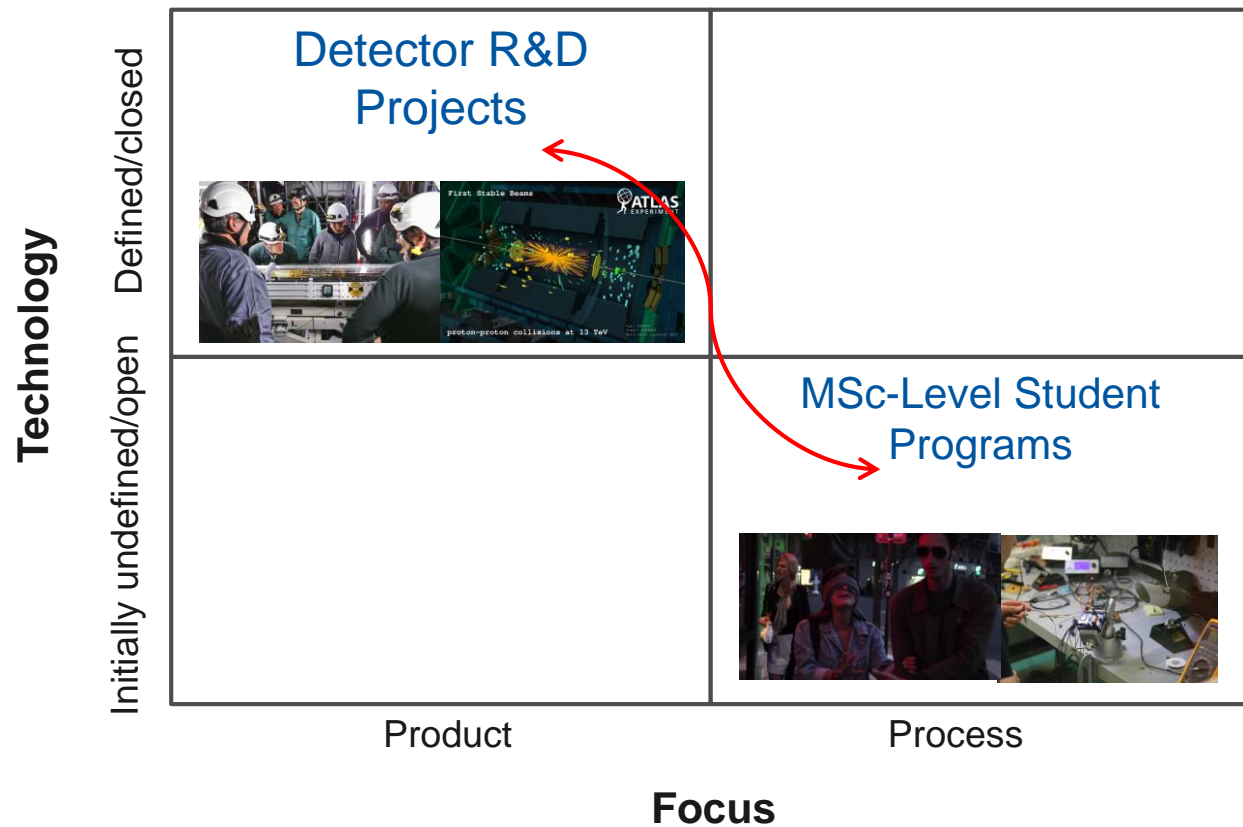 Detector R&D
Projects
First Stable Beams
ATLAS
EXPERIMENT
proton-proton collisions at 13 TeV
MSc-Level Student
Programs
Technology
Defined/closed
Initially undefined/open
Product
Process
Focus